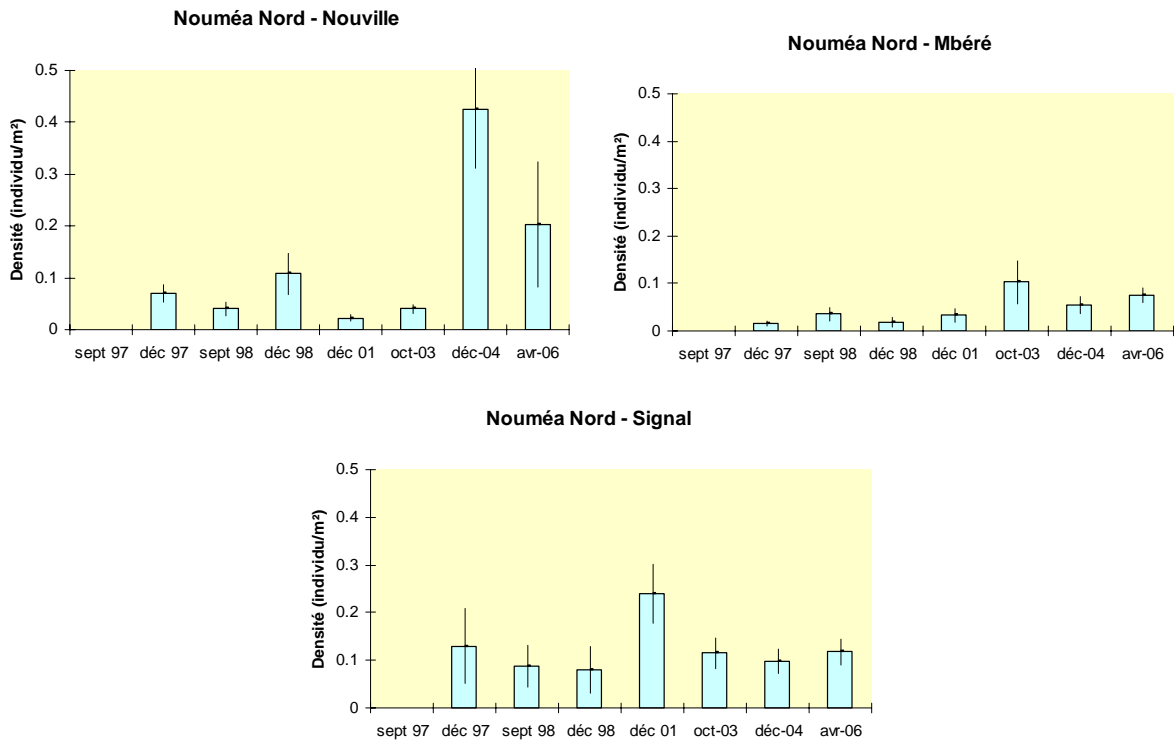 Nouméa Nord - Nouville
Densité (individu/m²)
0.5
0.4
0.3
0.2
0.1
0
sept 97 déc 97 sept 98 déc 98 déc 01 oct-03 déc-04 avr-06
Nouméa Nord - Mbéré
Densité (individu/m²)
0.5
0.4
0.3
0.2
0.1
0
sept 97 déc 97 sept 98 déc 98 déc 01 oct-03 déc-04 avr-06
Nouméa Nord - Signal
Densité (individu/m²)
0.5
0.4
0.3
0.2
0.1
0
sept 97 déc 97 sept 98 déc 98 déc 01 oct-03 déc-04 avr-06